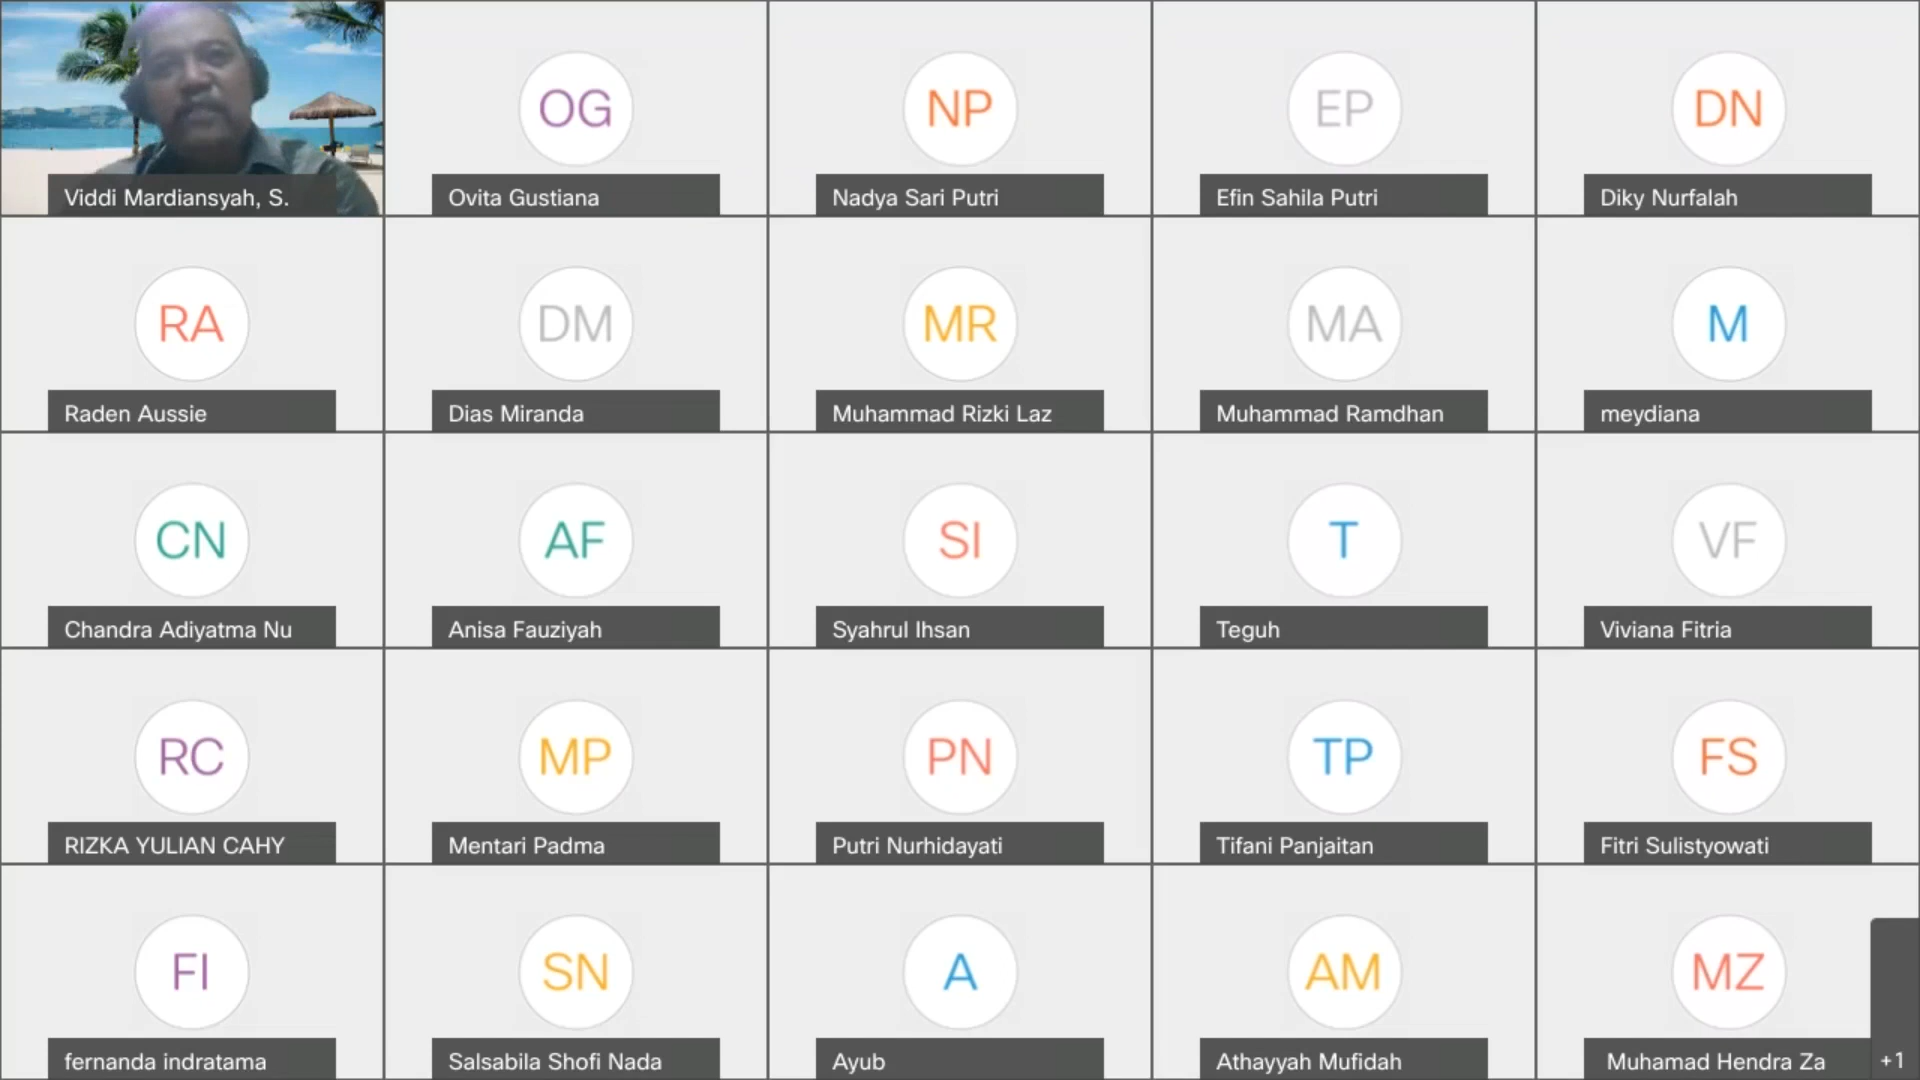 Viddi Mardiansyah, S.
OG
Ovita Gustiana
NP
Nadya Sari Putri
EP
Efin Sahila Putri
DN
Diky Nurfalah
RA
Raden Aussie
DM
Dias Miranda
MR
Muhammad Rizki Laz
MA
Muhammad Ramdhan
M
meydiana
CN
Chandra Adiyatma Nu
AF
Anisa Fauziyah
SI
Syahrul Ihsan
T
Teguh
VF
Viviana Fitria
RC
RIZKA YULIAN CAHY
MP
Mentari Padma
PN
Putri Nurhidayati
TP
Tifani Panjaitan
FS
Fitri Sulistyowati
FI
fernanda indratama
SN
Salsabila Shofi Nada
A
Ayub
AM
Athayyah Mufidah
MZ
Muhamad Hendra Za
+1